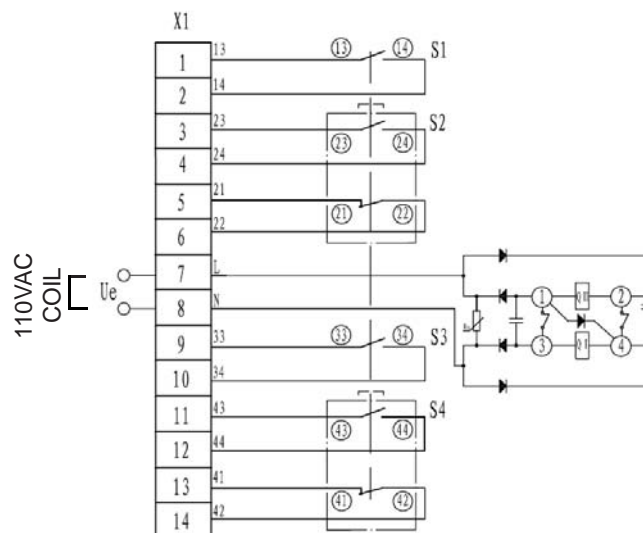 X1
1 13 13 14 S1
2 14
3 23 S2
23 24
4 24
5 21
21 22
6 22
110VAC
COIL
Ue
7 L
8 N
1 2
3 4
9 33 33 34 S3
10 34
11 43 S4
43 44
12 44
13 41
41 42
14 42